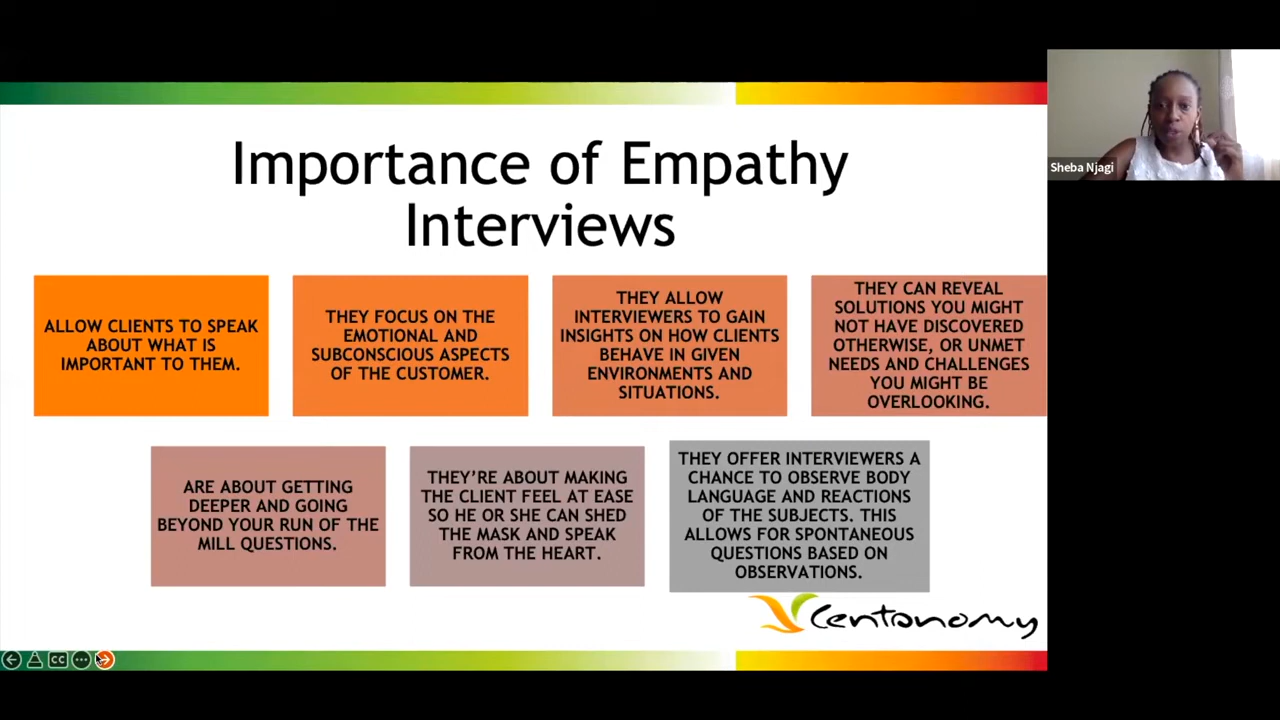 Importance of Empathy
Interviews
Sheba Njagi
ALLOW CLIENTS TO SPEAK
ABOUT WHAT IS
IMPORTANT TO THEM.
THEY FOCUS ON THE
EMOTIONAL AND
SUBCONSCIOUS ASPECTS
OF THE CUSTOMER.
THEY ALLOW
INTERVIEWERS TO GAIN
INSIGHTS ON HOW CLIENTS
BEHAVE IN GIVEN
ENVIRONMENTS AND
SITUATIONS.
THEY CAN REVEAL
SOLUTIONS YOU MIGHT
NOT HAVE DISCOVERED
OTHERWISE, OR UNMET
NEEDS AND CHALLENGES
YOU MIGHT BE
OVERLOOKING.
ARE ABOUT GETTING
DEEPER AND GOING
BEYOND YOUR RUN OF THE
MILL QUESTIONS.
THEY’RE ABOUT MAKING
THE CLIENT FEEL AT EASE
SO HE OR SHE CAN SHED
THE MASK AND SPEAK
FROM THE HEART.
THEY OFFER INTERVIEWERS A
CHANCE TO OBSERVE BODY
LANGUAGE AND REACTIONS
OF THE SUBJECTS. THIS
ALLOWS FOR SPONTANEOUS
QUESTIONS BASED ON
OBSERVATIONS.
Centonomy
CC